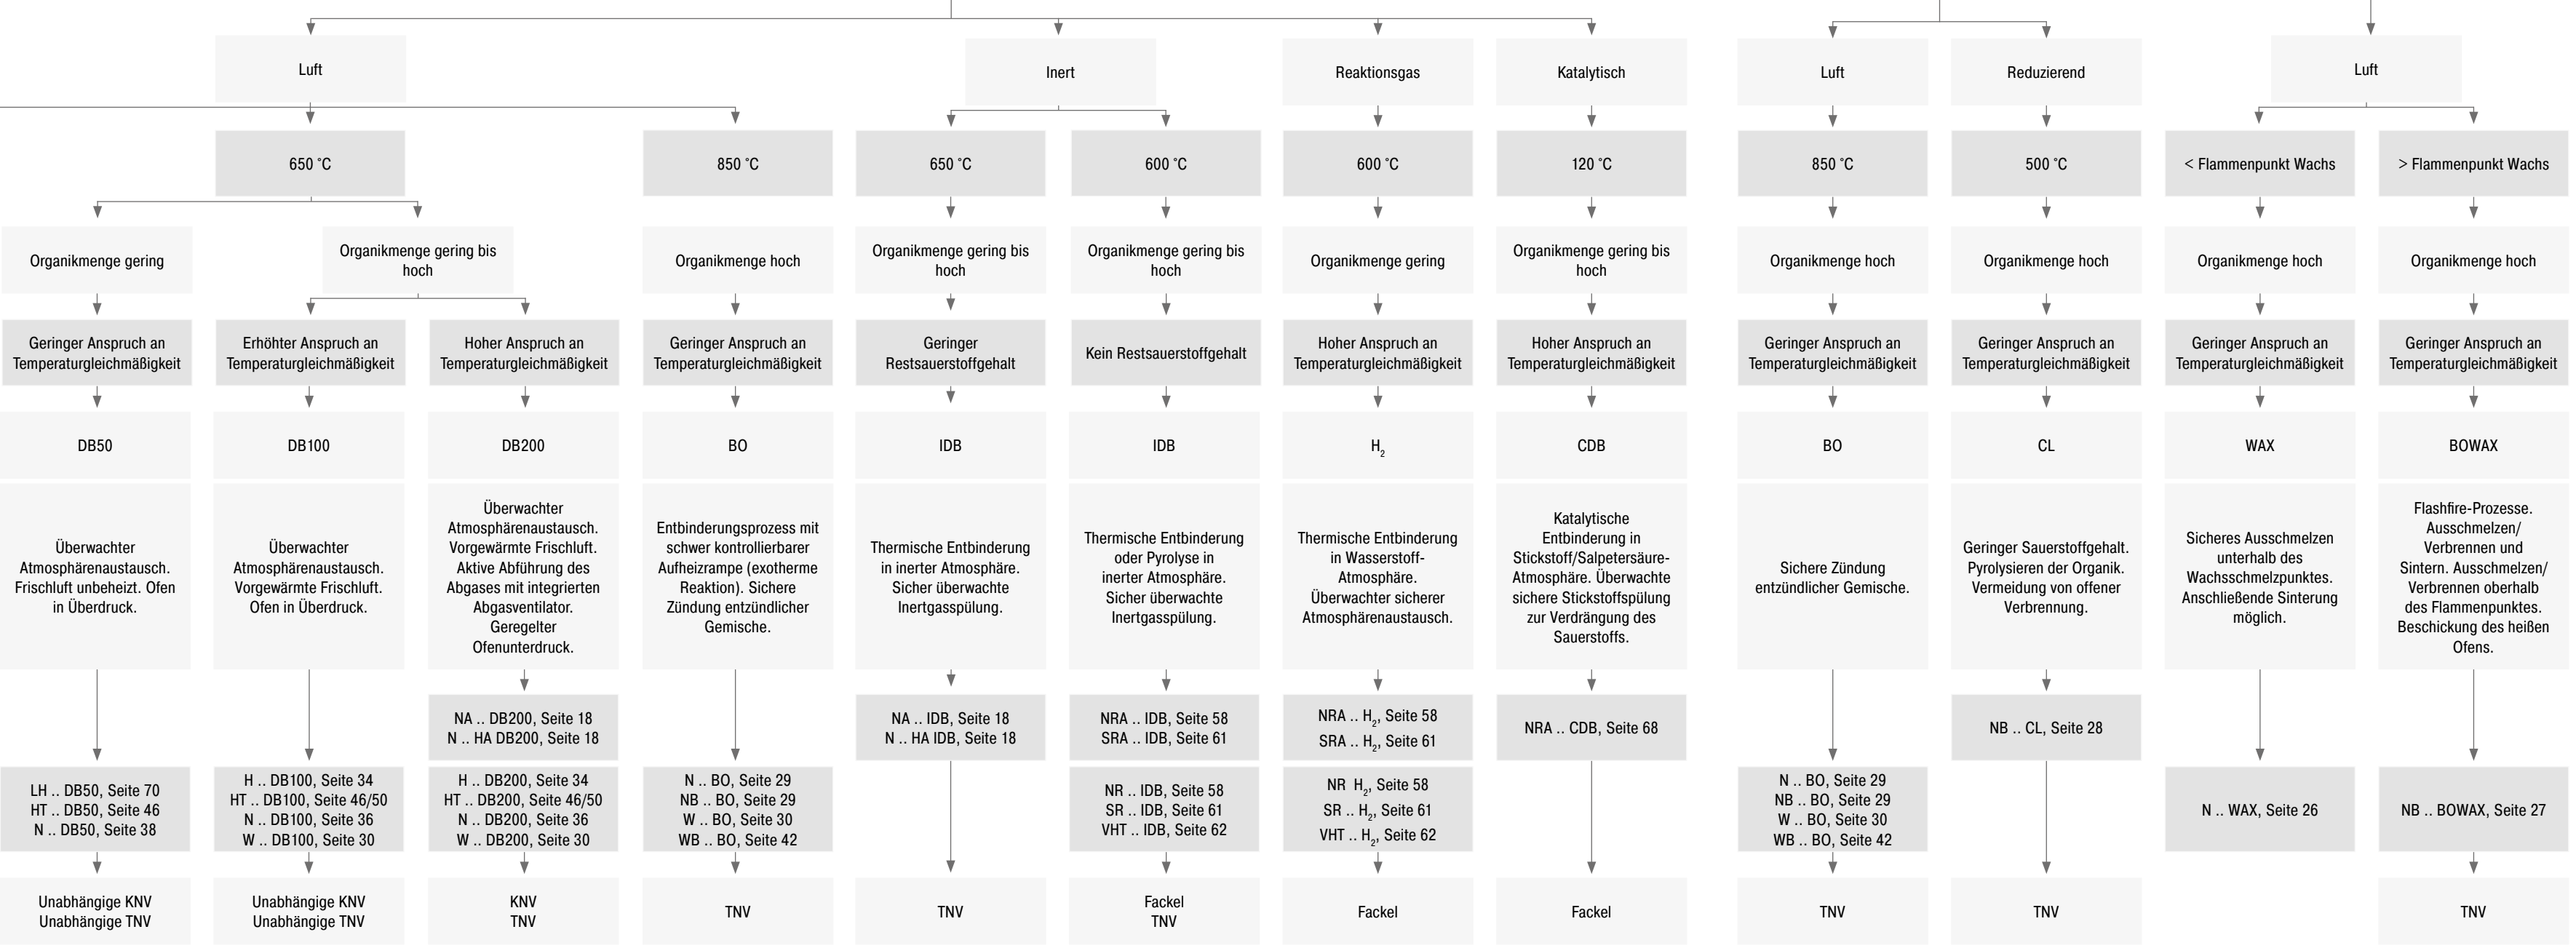 Luft
Inert
Reaktionsgas
Katalytisch
Luft
Reduzierend
Luft
650 °C
850 °C
650 °C
600 °C
600 °C
120 °C
850 °C
500 °C
< Flammenpunkt Wachs
> Flammenpunkt Wachs
Organikmenge gering
Organikmenge gering bis
hoch
Organikmenge hoch
Organikmenge gering bis
hoch
Organikmenge gering bis
hoch
Organikmenge gering
Organikmenge gering bis
hoch
Organikmenge hoch
Organikmenge hoch
Organikmenge hoch
Organikmenge hoch
Geringer Anspruch an
Temperaturgleichmäßigkeit
Erhöhter Anspruch an
Temperaturgleichmäßigkeit
Hoher Anspruch an
Temperaturgleichmäßigkeit
Geringer Anspruch an
Temperaturgleichmäßigkeit
Geringer
Restsauerstoffgehalt
Kein Restsauerstoffgehalt
Hoher Anspruch an
Temperaturgleichmäßigkeit
Hoher Anspruch an
Temperaturgleichmäßigkeit
Geringer Anspruch an
Temperaturgleichmäßigkeit
Geringer Anspruch an
Temperaturgleichmäßigkeit
Geringer Anspruch an
Temperaturgleichmäßigkeit
Geringer Anspruch an
Temperaturgleichmäßigkeit
DB50
DB100
DB200
BO
IDB
IDB
H₂
CDB
BO
CL
WAX
BOWAX
Überwachter
Atmosphärenaustausch.
Frischluft unbeheizt. Ofen
in Überdruck.
Überwachter
Atmosphärenaustausch.
Vorgewärmte Frischluft.
Ofen in Überdruck.
Überwachter
Atmosphärenaustausch.
Vorgewärmte Frischluft.
Aktive Abführung des
Abgases mit integrierten
Abgasventilator.
Geregelter
Ofenunterdruck.
Entbinderungsprozess mit
schwer kontrollierbarer
Aufheizrampe (exotherme
Reaktion). Sichere
Zündung entzündlicher
Gemische.
Thermische Entbinderung
in inerter Atmosphäre.
Sicher überwachte
Inertgasspülung.
Thermische Entbinderung
oder Pyrolyse in
inerter Atmosphäre.
Sicher überwachte
Inertgasspülung.
Thermische Entbinderung
in Wasserstoff-
Atmosphäre.
Überwachter sicherer
Atmosphärenaustausch.
Katalytische
Entbinderung in
Stickstoff/Salpetersäure-
Atmosphäre. Überwachte
sichere Stickstoffspülung
zur Verdrängung des
Sauerstoffs.
Sichere Zündung
entzündlicher Gemische.
Geringer Sauerstoffgehalt.
Pyrolysieren der Organik.
Vermeidung von offener
Verbrennung.
Sicheres Ausschmelzen
unterhalb des
Wachsschmelzpunktes.
Anschließende Sinterung
möglich.
Flashfire-Prozesse.
Ausschmelzen/
Verbrennen und
Sintern. Ausschmelzen/
Verbrennen oberhalb
des Flammenpunktes.
Beschickung des heißen
Ofens.
NA .. DB200, Seite 18
N .. HA DB200, Seite 18
NA .. IDB, Seite 18
N .. HA IDB, Seite 18
NRA .. IDB, Seite 58
SRA .. IDB, Seite 61
NRA .. H₂, Seite 58
SRA .. H₂, Seite 61
NRA .. CDB, Seite 68
NB .. CL, Seite 28
LH .. DB50, Seite 70
HT .. DB50, Seite 46
N .. DB50, Seite 38
H .. DB100, Seite 34
HT .. DB100, Seite 46/50
N .. DB100, Seite 36
W .. DB100, Seite 30
H .. DB200, Seite 34
HT .. DB200, Seite 46/50
N .. DB200, Seite 36
W .. DB200, Seite 30
N .. BO, Seite 29
NB .. BO, Seite 29
W .. BO, Seite 30
WB .. BO, Seite 42
NR .. IDB, Seite 58
SR .. IDB, Seite 61
VHT .. IDB, Seite 62
NR H₂, Seite 58
SR .. H₂, Seite 61
VHT .. H₂, Seite 62
N .. BO, Seite 29
NB .. BO, Seite 29
W .. BO, Seite 30
WB .. BO, Seite 42
N .. WAX, Seite 26
NB .. BOWAX, Seite 27
Unabhängige KNV
Unabhängige TNV
Unabhängige KNV
Unabhängige TNV
KNV
TNV
TNV
TNV
Fackel
TNV
Fackel
Fackel
TNV
TNV
TNV